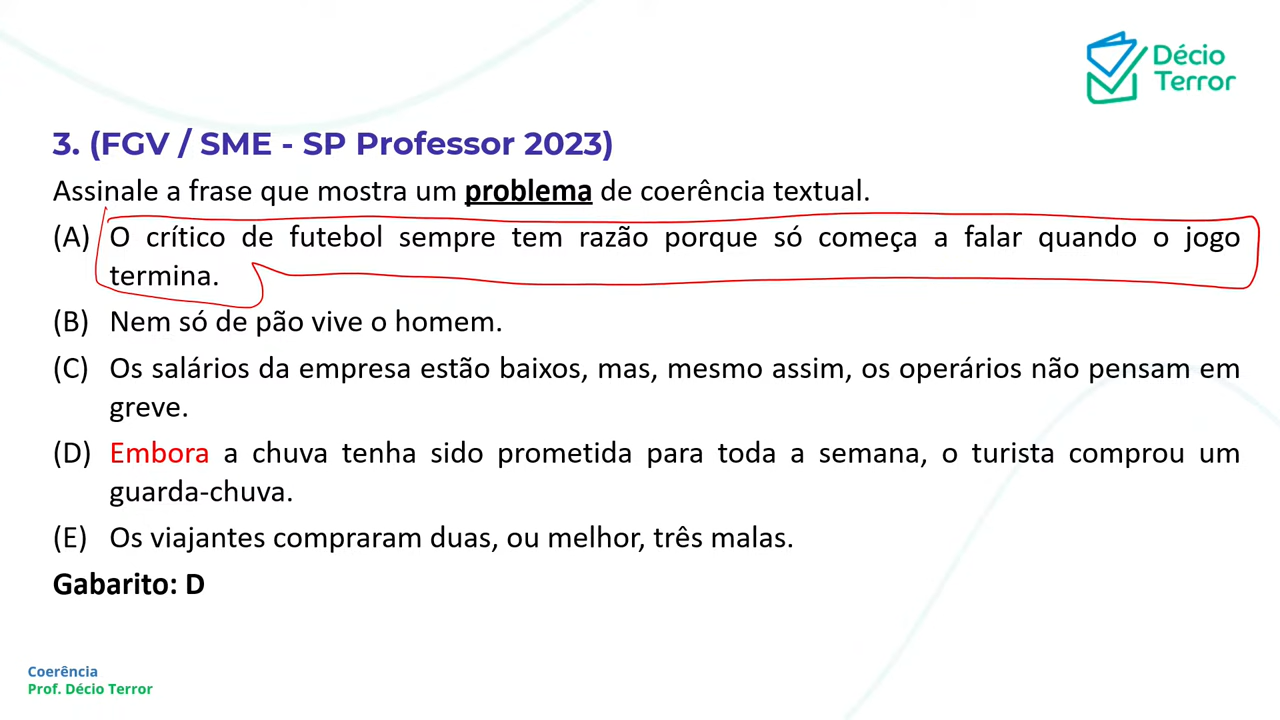 Décio
Terror
3. (FGV / SME - SP Professor 2023)
Assinale a frase que mostra um problema de coerência textual.
(A) O crítico de futebol sempre tem razão porque só começa a falar quando o jogo
termina.
(B) Nem só de pão vive o homem.
(C) Os salários da empresa estão baixos, mas, mesmo assim, os operários não pensam em
greve.
(D) Embora a chuva tenha sido prometida para toda a semana, o turista comprou um
guarda-chuva.
(E) Os viajantes compraram duas, ou melhor, três malas.
Gabarito: D
Coerência
Prof. Décio Terror